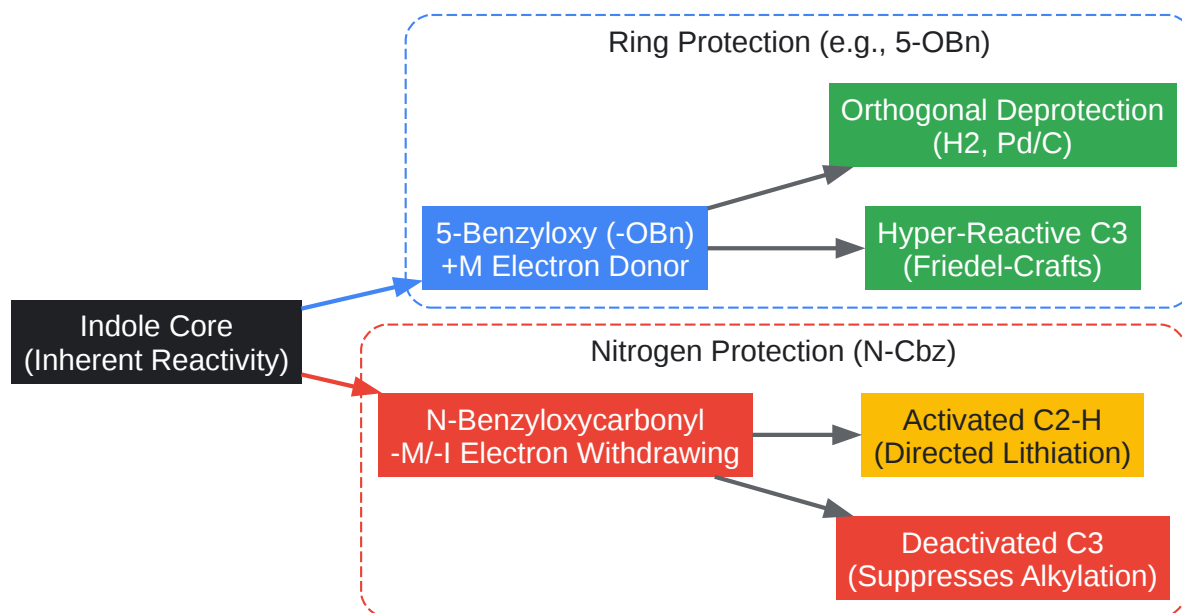 Ring Protection (e.g., 5-OBn)
Orthogonal Deprotection
(H2, Pd/C)
5-Benzyloxy (-OBn)
+M Electron Donor
Hyper-Reactive C3
(Friedel-Crafts)
Indole Core
(Inherent Reactivity)
Nitrogen Protection (N-Cbz)
N-Benzyloxycarbonyl
-M/-I Electron Withdrawing
Activated C2-H
(Directed Lithiation)
Deactivated C3
(Suppresses Alkylation)